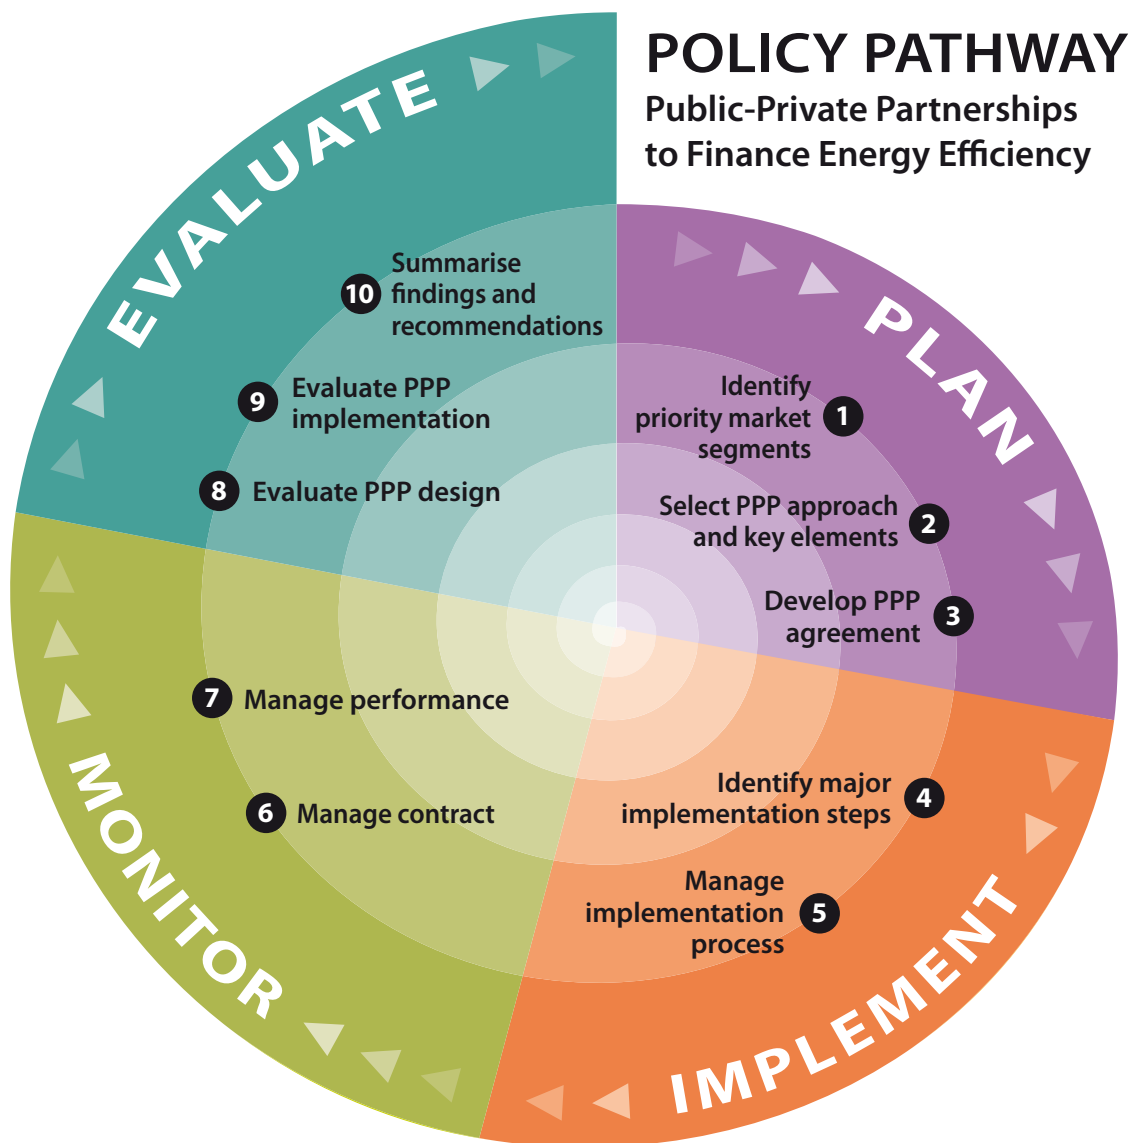 POLICY PATHWAY
Public-Private Partnerships
to Finance Energy Efficiency
PLAN
Identify
priority market
segments
1
Select PPP approach
and key elements
2
Develop PPP
agreement
3
IMPLEMENT
Identify major
implementation steps
4
Manage
implementation
process
5
MONITOR
6 Manage contract
7 Manage performance
EVALUATE
8 Evaluate PPP design
9
Evaluate PPP
implementation
10
Summarise
findings and
recommendations